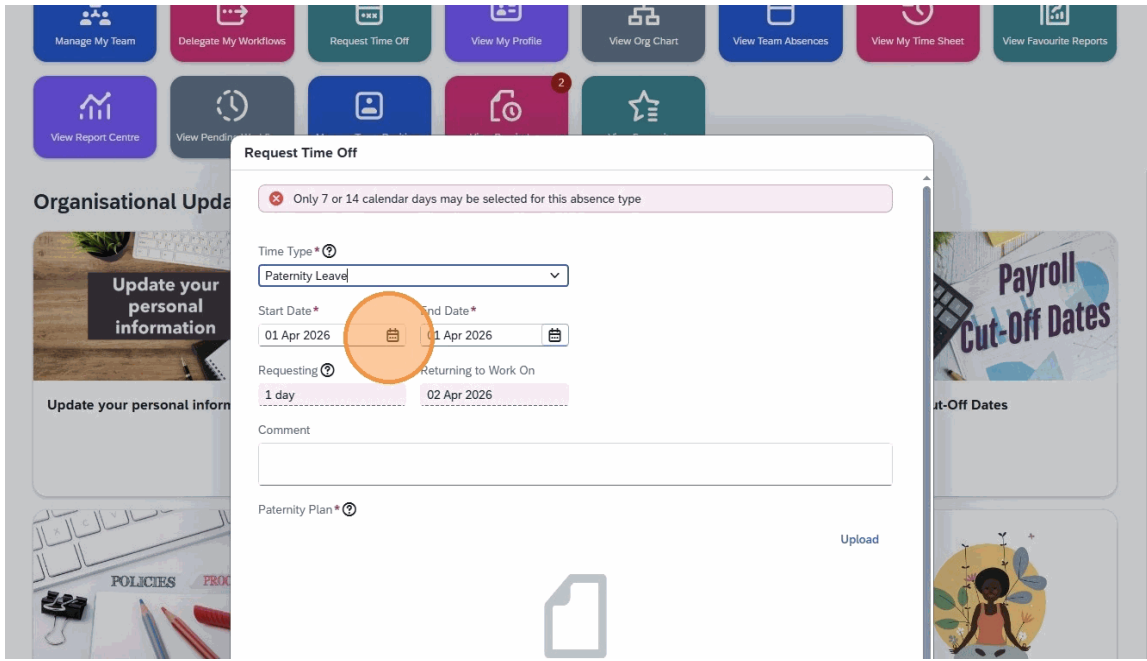 Manage My Team
Delegate My Workflows
Request Time Off
View My Profile
View Org Chart
View Team Absences
View My Time Sheet
View Favourite Reports
2
View Report Centre
View Pending
Request Time Off
Organisational Upda
Only 7 or 14 calendar days may be selected for this absence type
Time Type*
Paternity Leave
Start Date*
End Date*
01 Apr 2026
01 Apr 2026
Requesting
Returning to Work On
1 day
02 Apr 2026
Comment
Paternity Plan*
Upload
Update your
personal
information
Update your personal inform
Payroll
Cut-Off Dates
ut-Off Dates
POLICIES
PROC